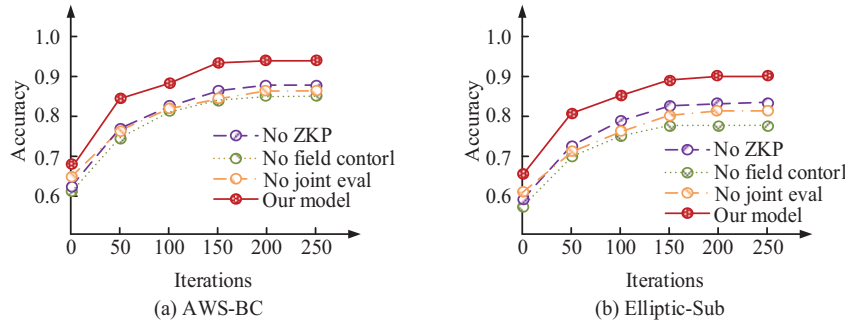 1.0
0.9
0.8
0.7
0.6
Accuracy
No ZKP
No field contorl
No joint eval
Our model
0
50
100
150
200
250
Iterations
(a) AWS-BC
1.0
0.9
0.8
0.7
0.6
Accuracy
No ZKP
No field contorl
No joint eval
Our model
0
50
100
150
200
250
Iterations
(b) Elliptic-Sub